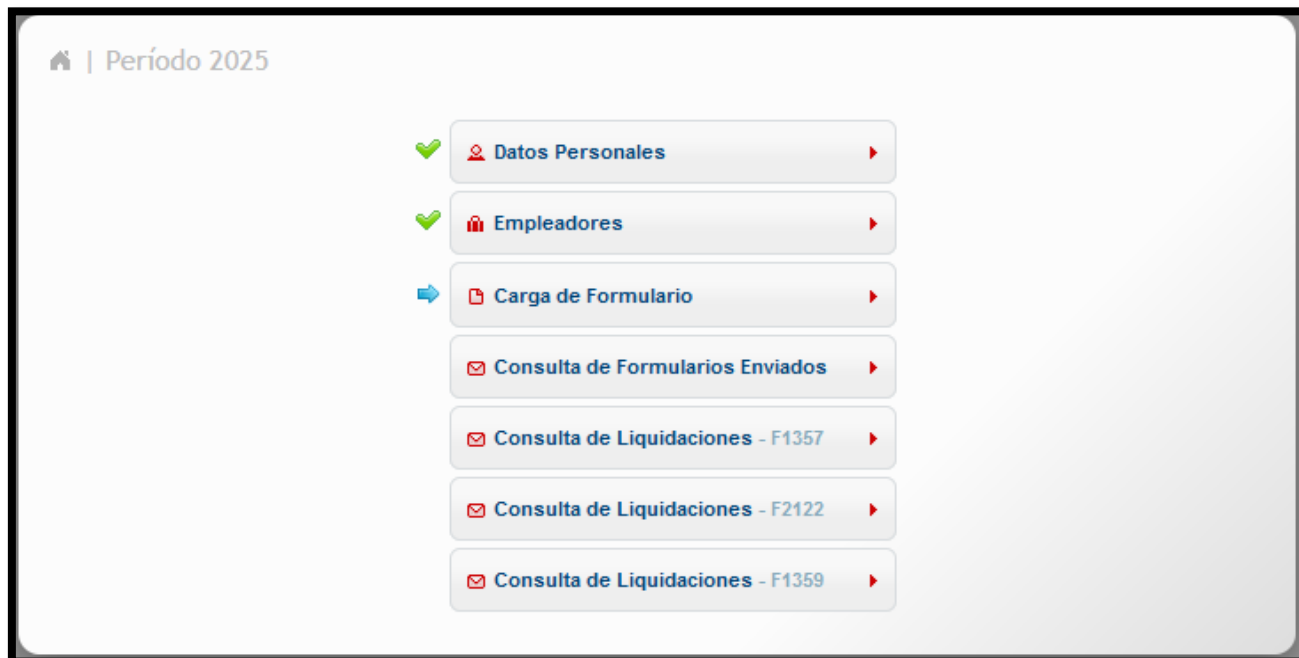 | Período 2025
Datos Personales
Empleadores
Carga de Formulario
Consulta de Formularios Enviados
Consulta de Liquidaciones - F1357
Consulta de Liquidaciones - F2122
Consulta de Liquidaciones - F1359